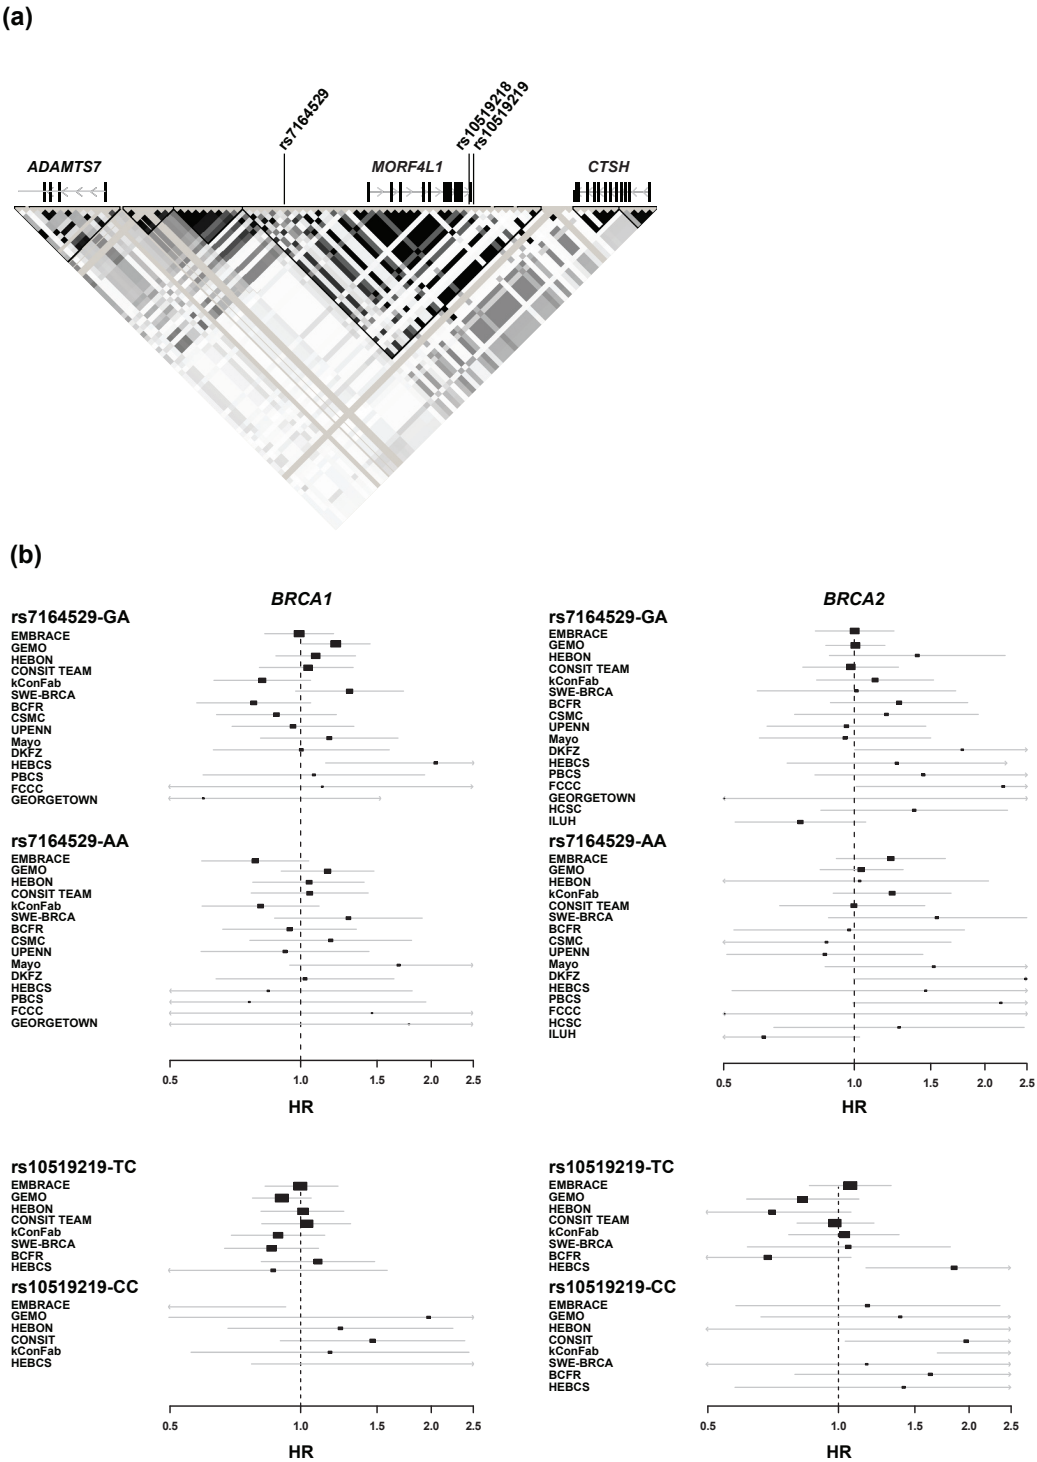 (a)
rs7164529
rs10519218
rs10519219
ADAMTS7
MORF4L1
CTSH
(b)
BRCA1
rs7164529-GA
EMBRACE
GEMO
HEBON
CONSIT TEAM
kConFab
SWE-BRCA
BCFR
CSMC
UPENN
Mayo
DKFZ
HEBCS
PBCS
FCCC
GEORGETOWN
rs7164529-AA
EMBRACE
GEMO
HEBON
CONSIT TEAM
kConFab
SWE-BRCA
BCFR
CSMC
UPENN
Mayo
DKFZ
HEBCS
PBCS
FCCC
GEORGETOWN
0.5 1.0 1.5 2.0 2.5
HR
BRCA2
rs7164529-GA
EMBRACE
GEMO
HEBON
CONSIT TEAM
kConFab
SWE-BRCA
BCFR
CSMC
UPENN
Mayo
DKFZ
HEBCS
PBCS
FCCC
GEORGETOWN
HCSC
ILUH
rs7164529-AA
EMBRACE
GEMO
HEBON
kConFab
CONSIT TEAM
SWE-BRCA
BCFR
CSMC
UPENN
Mayo
DKFZ
HEBCS
PBCS
FCCC
HCSC
ILUH
0.5 1.0 1.5 2.0 2.5
HR
rs10519219-TC
EMBRACE
GEMO
HEBON
CONSIT TEAM
kConFab
SWE-BRCA
BCFR
HEBCS
rs10519219-CC
EMBRACE
GEMO
HEBON
CONSIT
kConFab
HEBCS
0.5 1.0 1.5 2.0 2.5
HR
rs10519219-TC
EMBRACE
GEMO
HEBON
CONSIT TEAM
kConFab
SWE-BRCA
BCFR
HEBCS
rs10519219-CC
EMBRACE
GEMO
HEBON
CONSIT
kConFab
SWE-BRCA
BCFR
HEBCS
0.5 1.0 1.5 2.0 2.5
HR